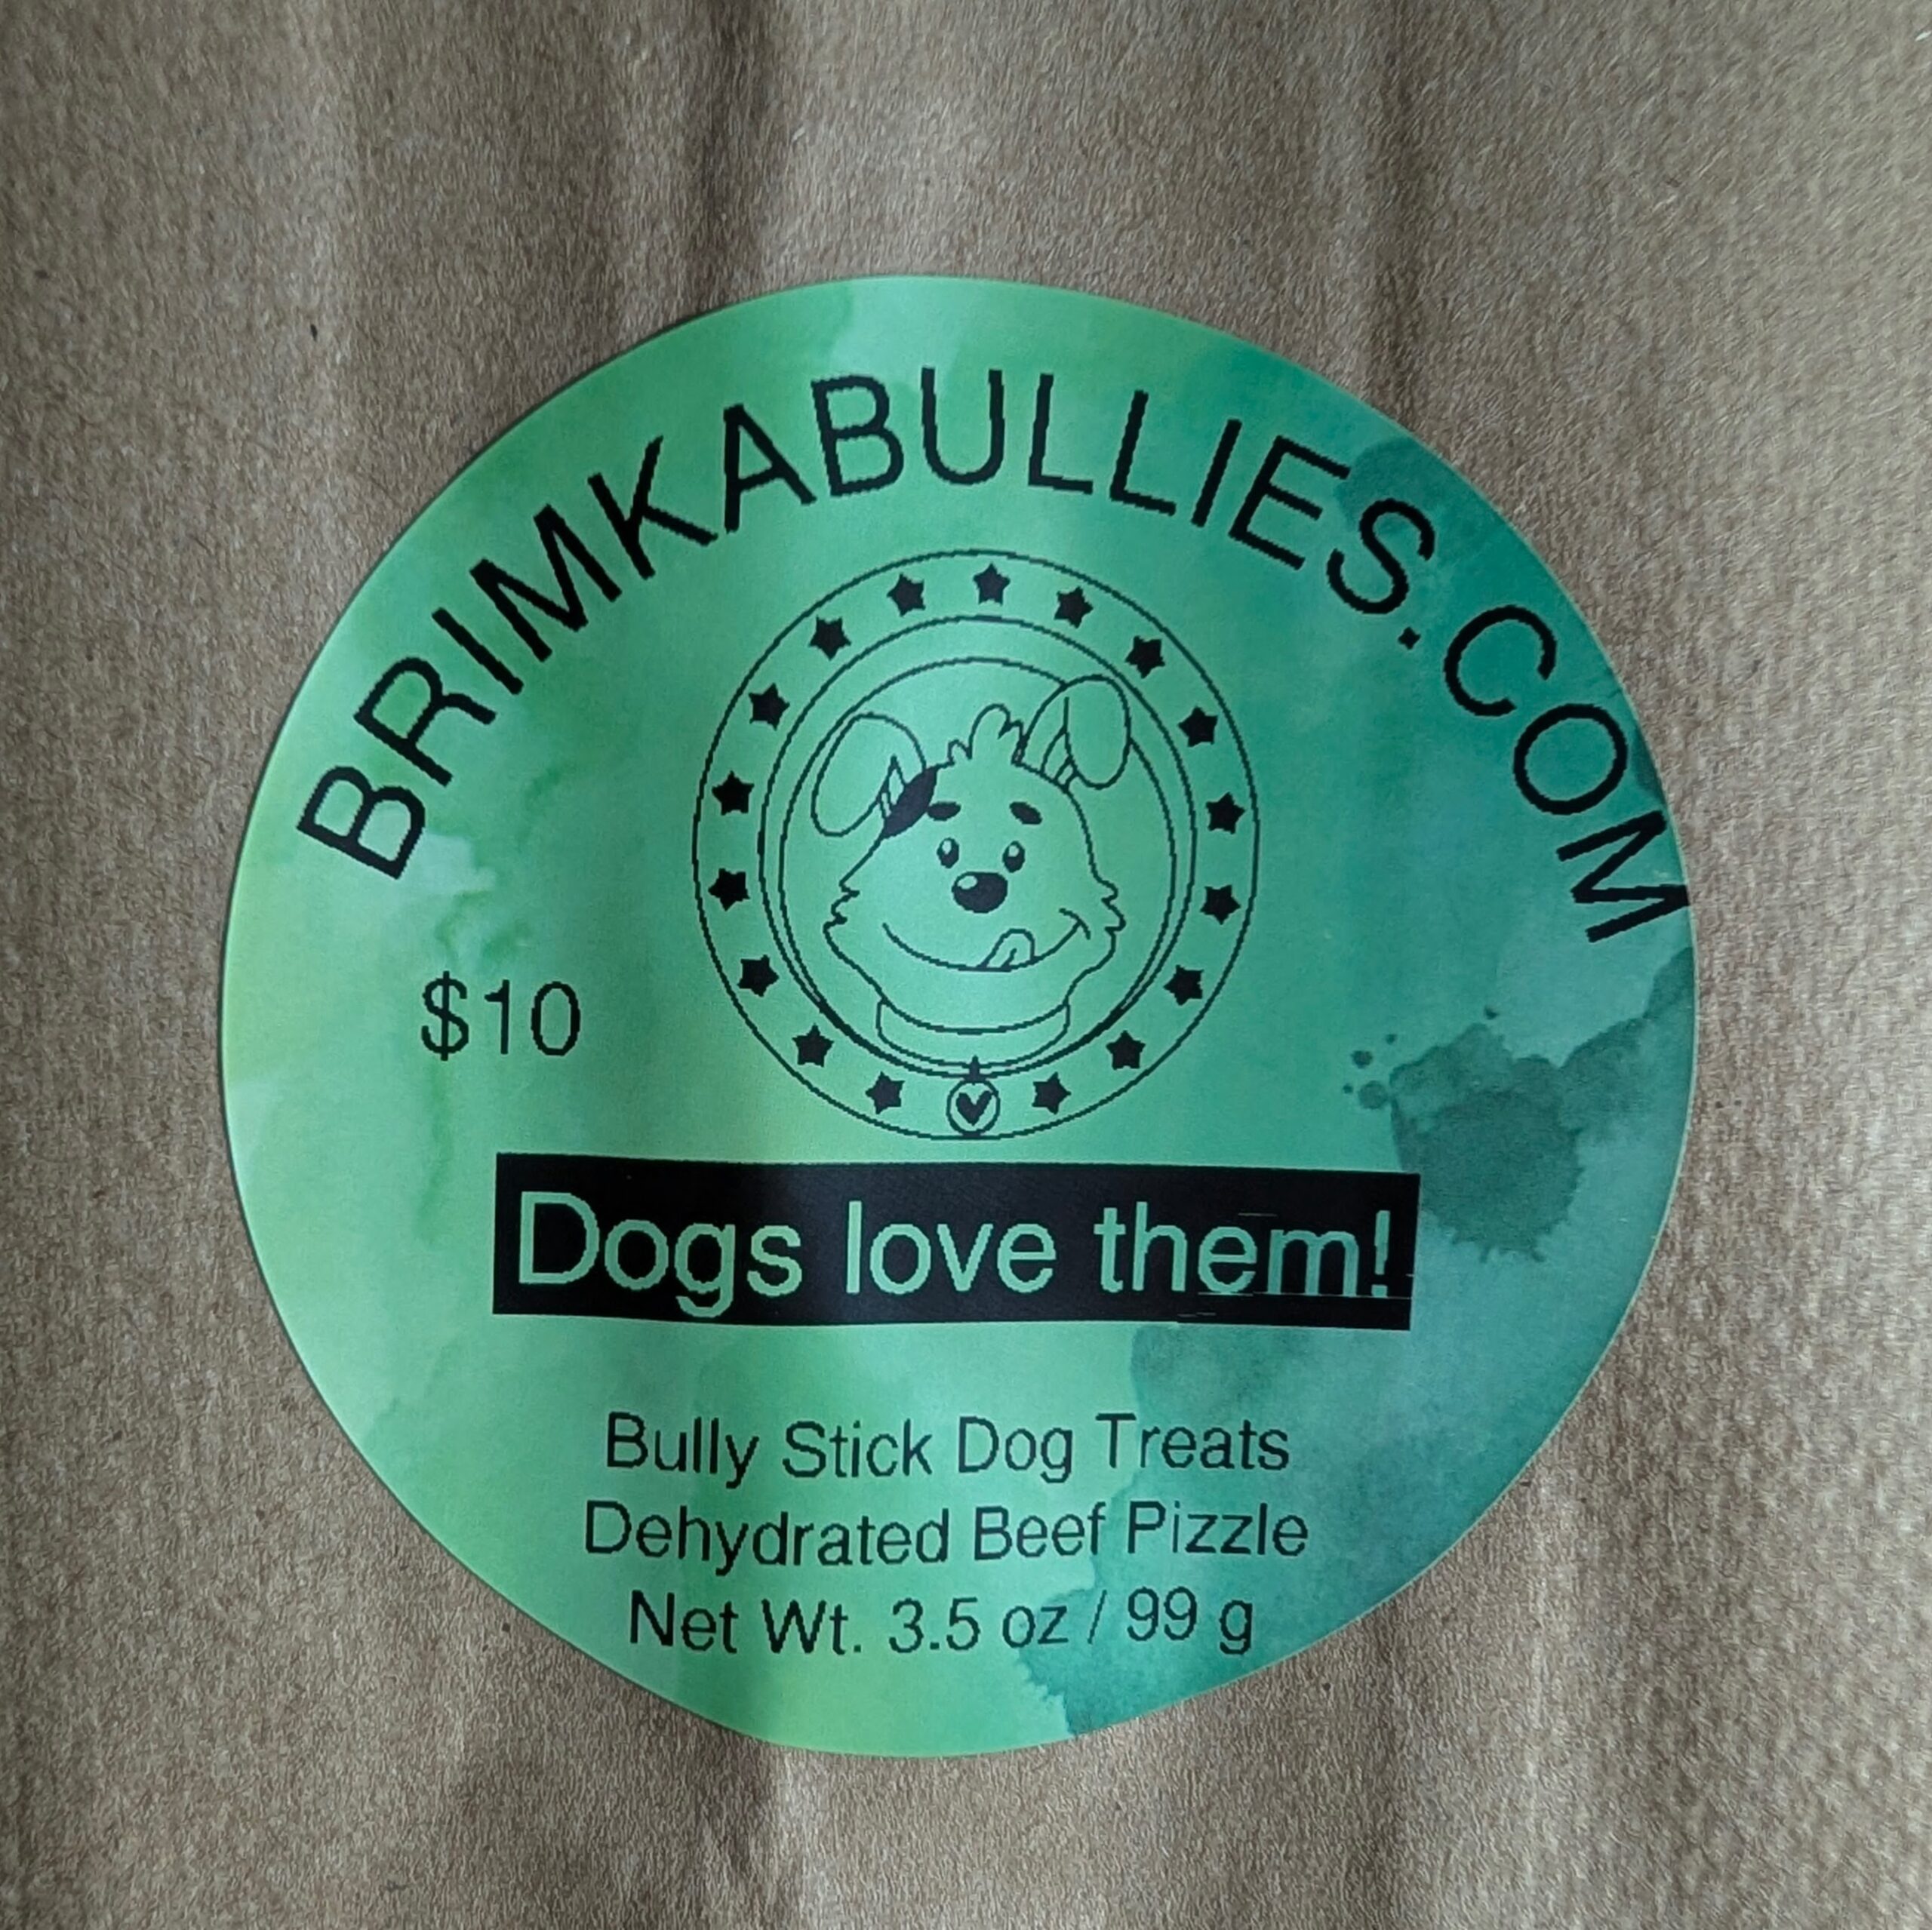 BRIMKABULLIES.COM
$10
Dogs love them!
Bully Stick Dog Treats
Dehydrated Beef Pizzle
Net Wt. 3.5 oz / 99 g